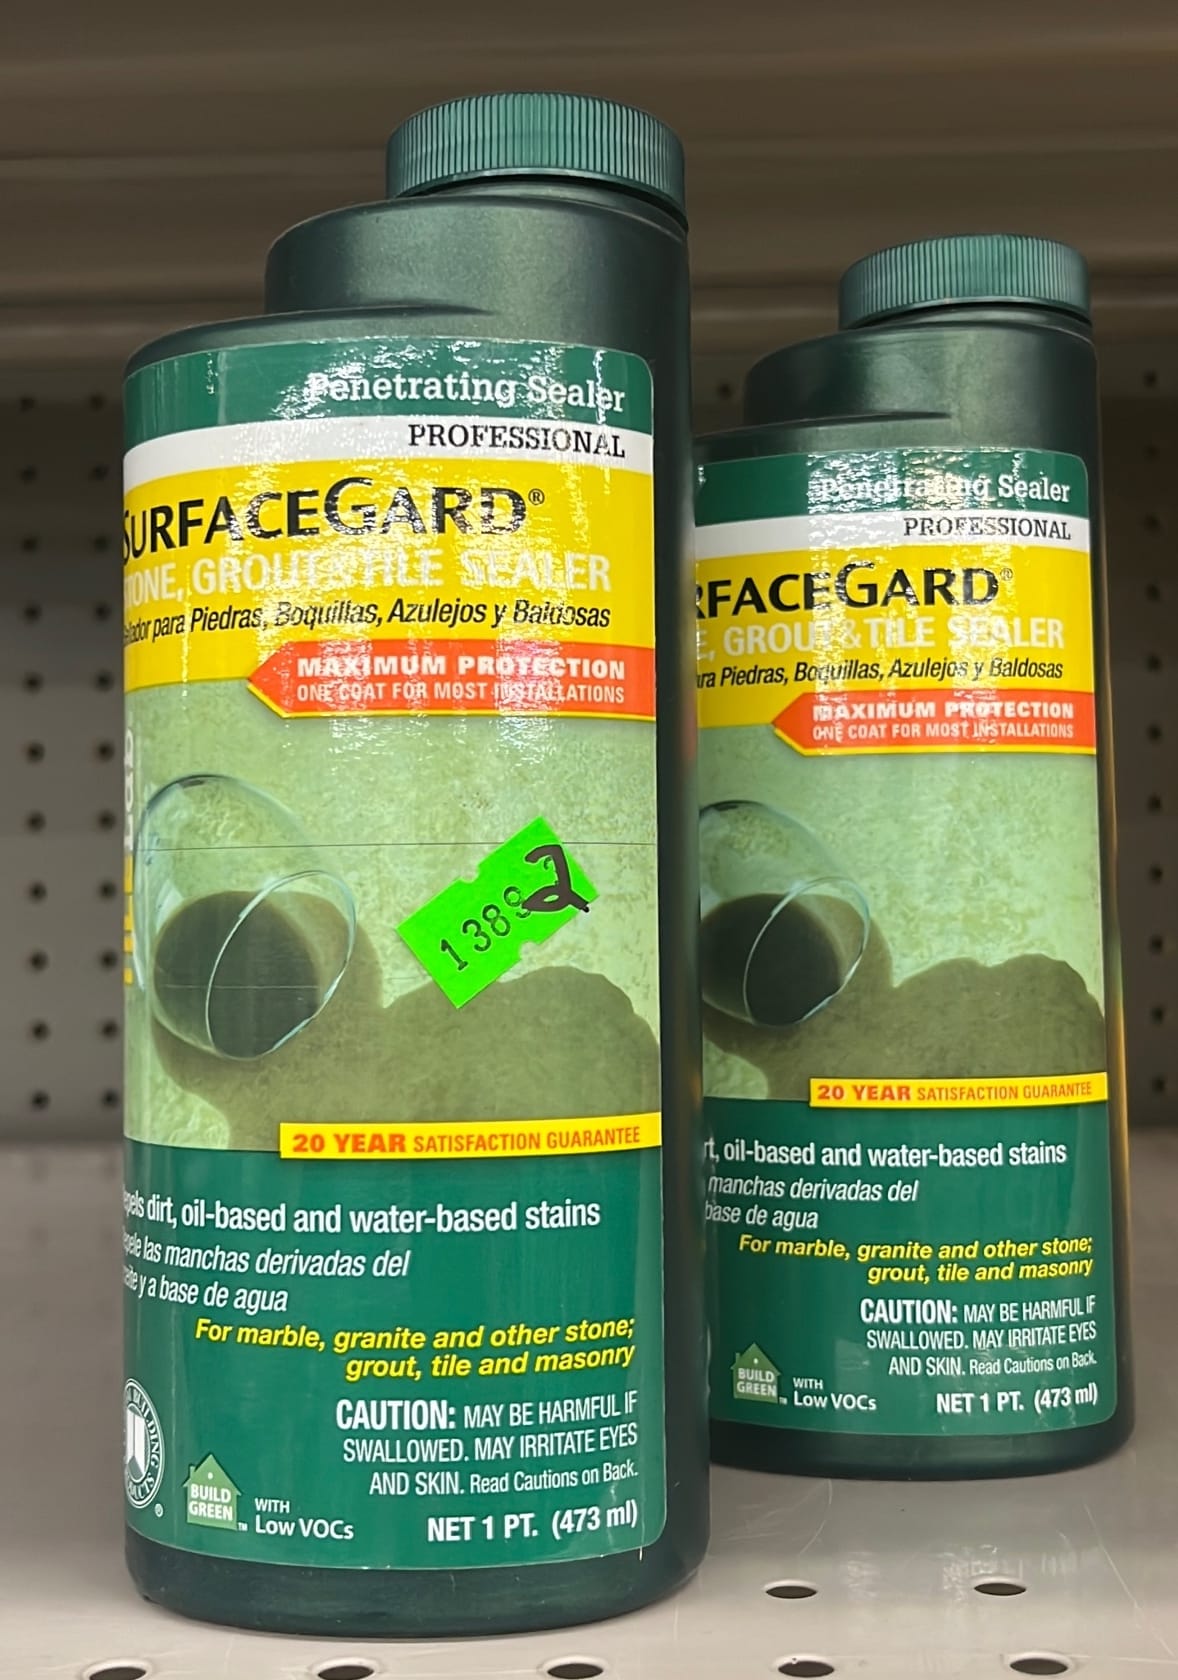 Penetrating Sealer
PROFESSIONAL
SURFACEGARD®
STONE, GROUT & TILE SEALER
para Piedras, Boquillas, Azulejos y Baldosas
MAXIMUM PROTECTION
ONE COAT FOR MOST INSTALLATIONS
1389
2
20 YEAR SATISFACTION GUARANTEE
dirt, oil-based and water-based stains
las manchas derivadas del
y a base de agua
For marble, granite and other stone;
grout, tile and masonry
CAUTION: MAY BE HARMFUL IF
SWALLOWED. MAY IRRITATE EYES
AND SKIN. Read Cautions on Back.
BUILD
GREEN™
WITH
Low VOCs
NET 1 PT. (473 ml)
BUILDING
Penetrating Sealer
PROFESSIONAL
RFACEGARD®
E, GROUT & TILE SEALER
ra Piedras, Boquillas, Azulejos y Baldosas
MAXIMUM PROTECTION
ONE COAT FOR MOST INSTALLATIONS
20 YEAR SATISFACTION GUARANTEE
rt, oil-based and water-based stains
manchas derivadas del
base de agua
For marble, granite and other stone;
grout, tile and masonry
CAUTION: MAY BE HARMFUL IF
SWALLOWED. MAY IRRITATE EYES
AND SKIN. Read Cautions on Back.
BUILD
GREEN™
WITH
Low VOCs
NET 1 PT. (473 ml)